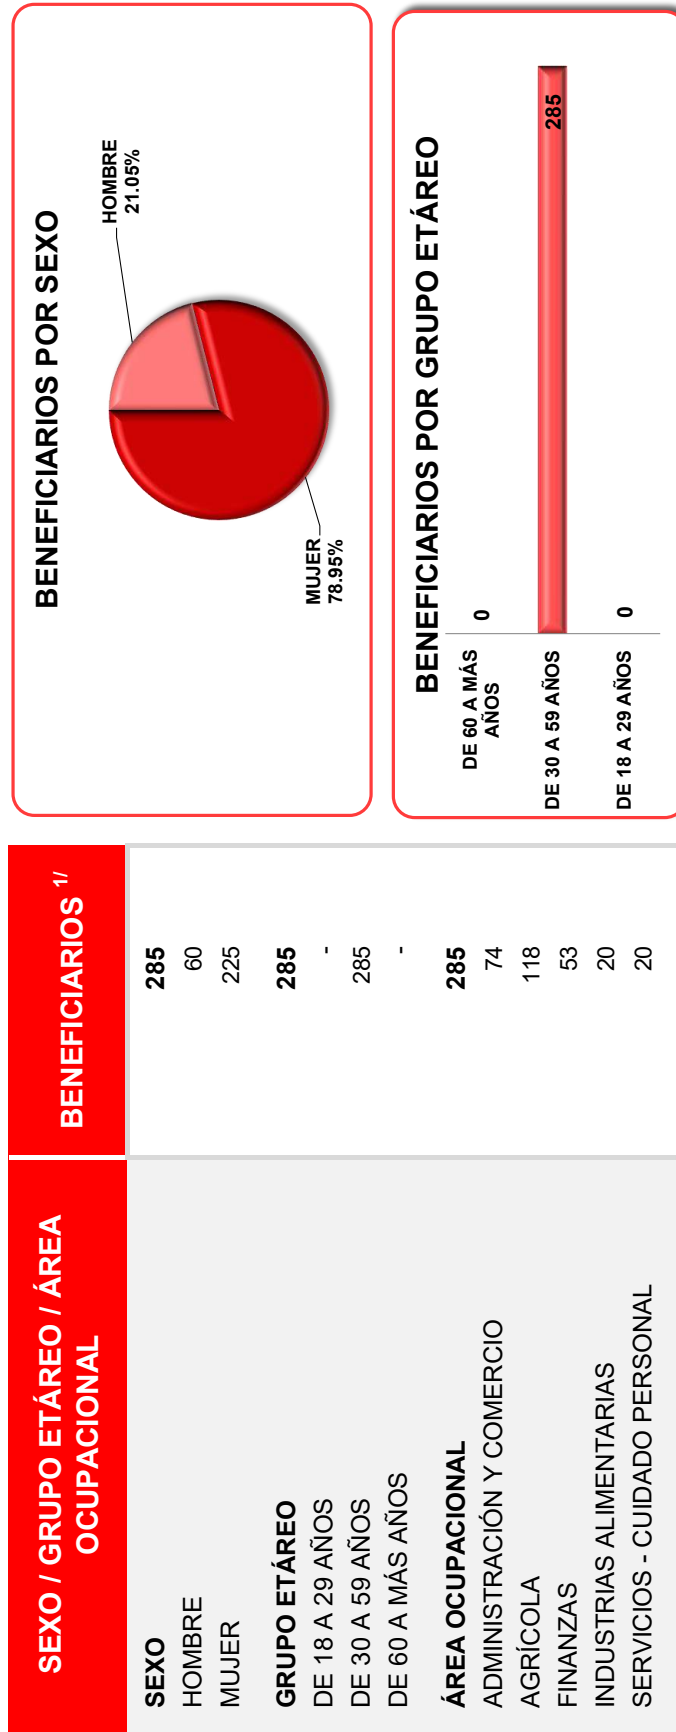 SEXO / GRUPO ETÁREO / ÁREA
OCUPACIONAL
BENEFICIARIOS 1/
SEXO 285
HOMBRE 60
MUJER 225
GRUPO ETÁREO 285
DE 18 A 29 AÑOS -
DE 30 A 59 AÑOS 285
DE 60 A MÁS AÑOS -
ÁREA OCUPACIONAL 285
ADMINISTRACIÓN Y COMERCIO 74
AGRÍCOLA 118
FINANZAS 53
INDUSTRIAS ALIMENTARIAS 20
SERVICIOS - CUIDADO PERSONAL 20
BENEFICIARIOS POR SEXO
HOMBRE
21.05%
MUJER
78.95%
BENEFICIARIOS POR GRUPO ETÁREO
DE 60 A MÁS
AÑOS
0
DE 30 A 59 AÑOS
285
DE 18 A 29 AÑOS
0